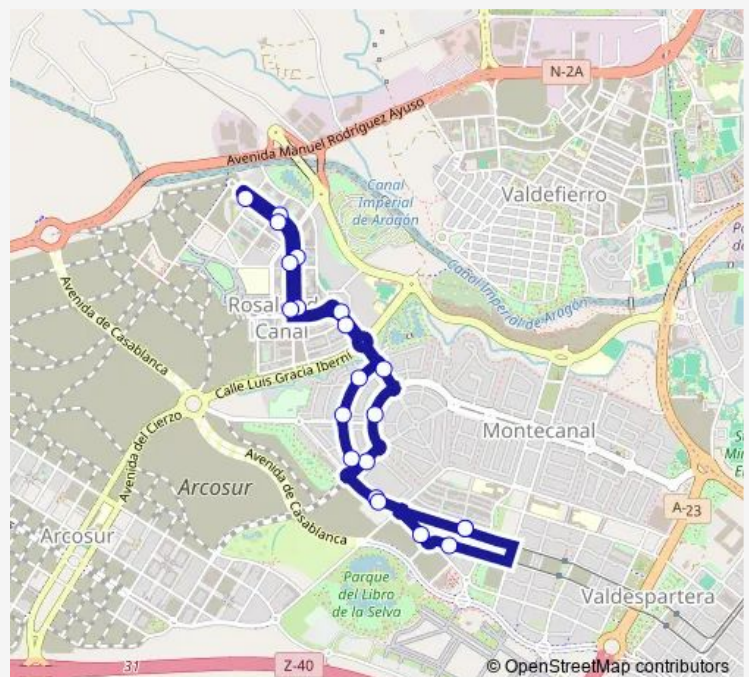 N-2A
Avenida Manuel Rodríguez Ayuso
Canal
Imperial
de Aragón
Valdefierro
Canal Imperial de Aragón
Canal
Calle Luis Gracia Iberni
Avenida de Casablanca
Avenida del Cierzo
Montecanal
Arcosur
Avenida de Casablanca
A-23
Arcosur
Parque
del Libro
de la Selva
Valdespartera
31
Z-40
© OpenStreetMap contributors